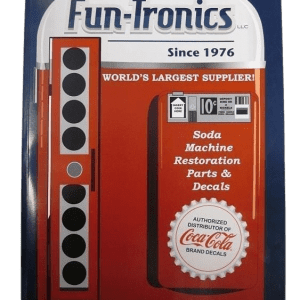 Fun-Tronics LLC
Since 1976
WORLD'S LARGEST SUPPLIER!
10¢
Soda
Machine
Restoration
Parts &
Decals
AUTHORIZED
DISTRIBUTOR OF
Coca-Cola
BRAND DECALS